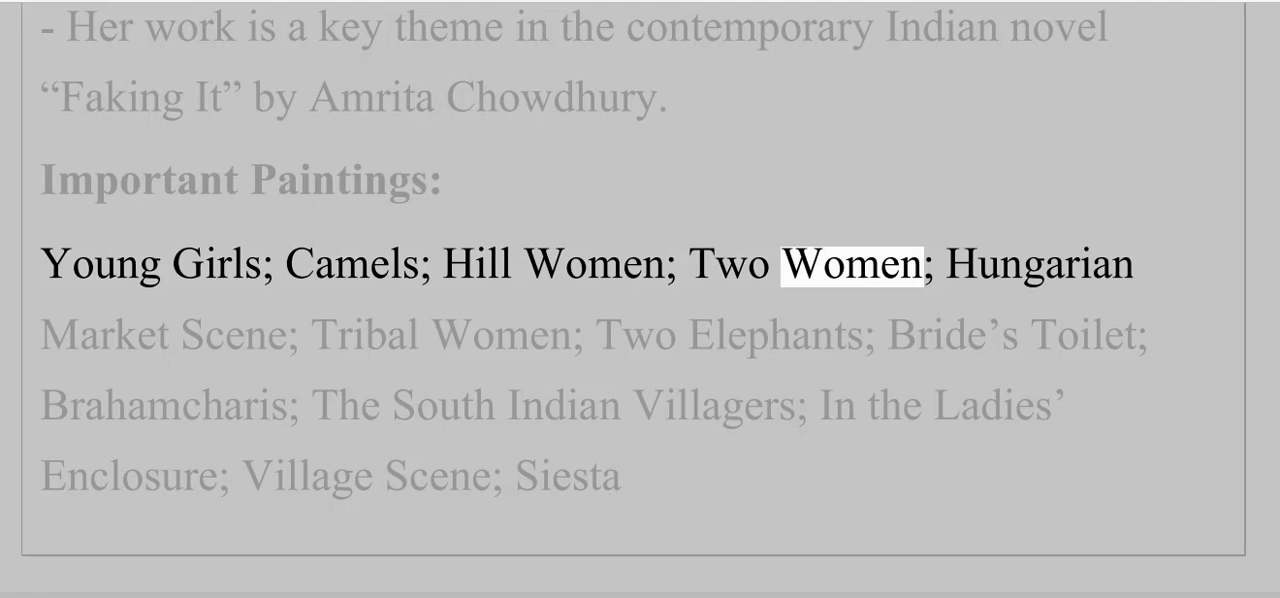 - Her work is a key theme in the contemporary Indian novel
“Faking It” by Amrita Chowdhury.
Important Paintings:
Young Girls; Camels; Hill Women; Two Women; Hungarian
Market Scene; Tribal Women; Two Elephants; Bride’s Toilet;
Brahamcharis; The South Indian Villagers; In the Ladies’
Enclosure; Village Scene; Siesta